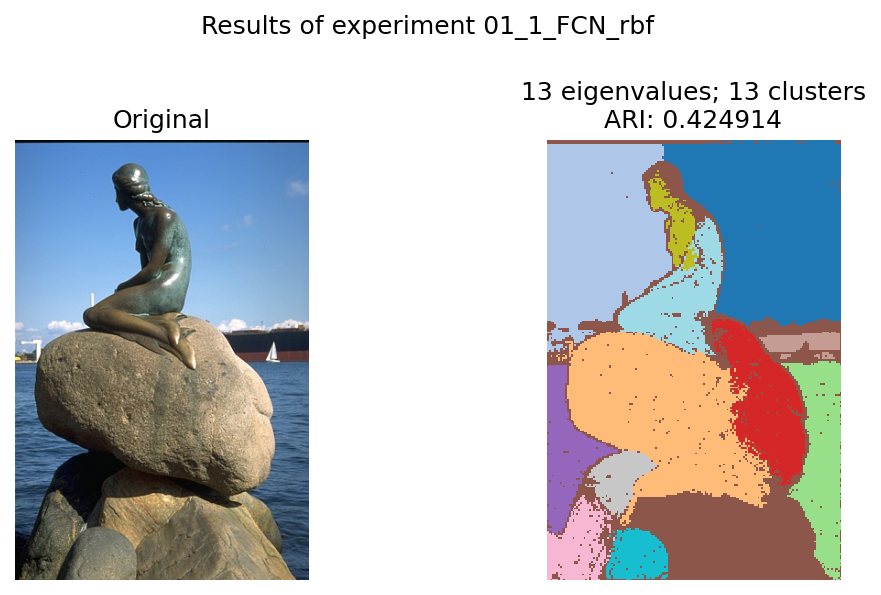 Results of experiment 01_1_FCN_rbf
Original
13 eigenvalues; 13 clusters
ARI: 0.424914